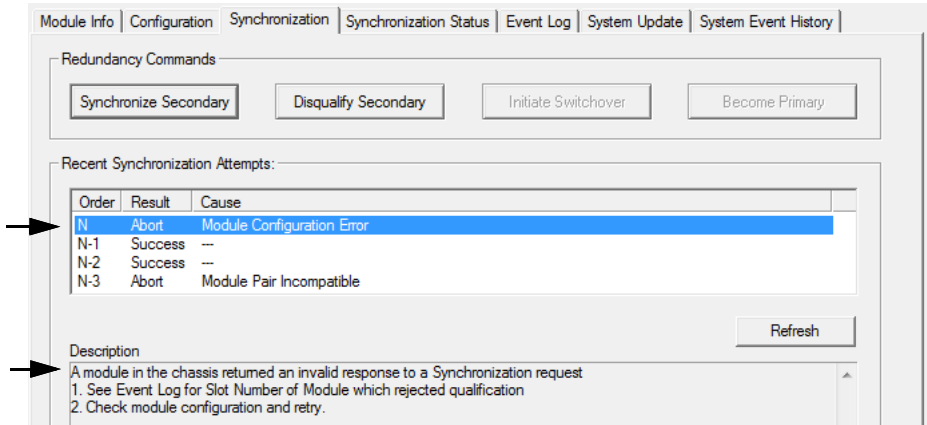 Module Info Configuration Synchronization Synchronization Status Event Log System Update System Event History
Redundancy Commands
Synchronize Secondary Disqualify Secondary Initiate Switchover Become Primary
Recent Synchronization Attempts:
Order Result Cause
N Abort Module Configuration Error
N-1 Success ---
N-2 Success ---
N-3 Abort Module Pair Incompatible
Refresh
Description
A module in the chassis returned an invalid response to a Synchronization request
1. See Event Log for Slot Number of Module which rejected qualification
2. Check module configuration and retry.